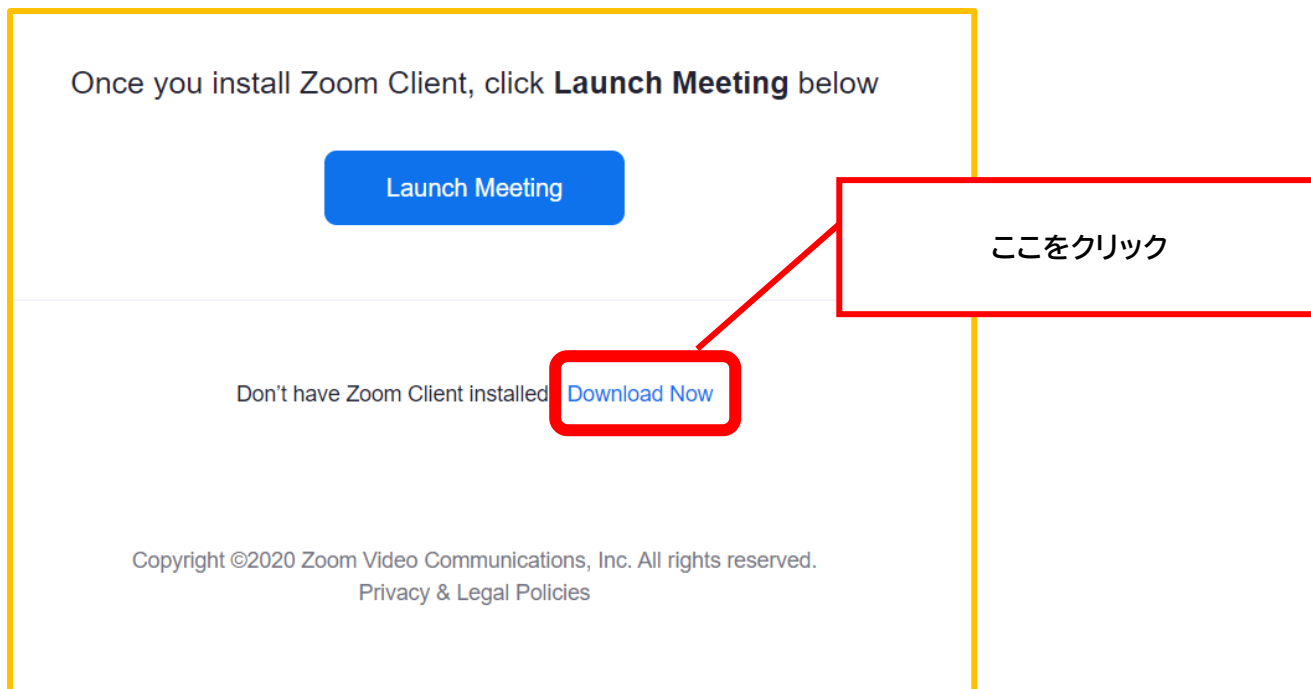 Once you install Zoom Client, click Launch Meeting below
Launch Meeting
ここをクリック
Don't have Zoom Client installed Download Now
Copyright ©2020 Zoom Video Communications, Inc. All rights reserved.
Privacy & Legal Policies